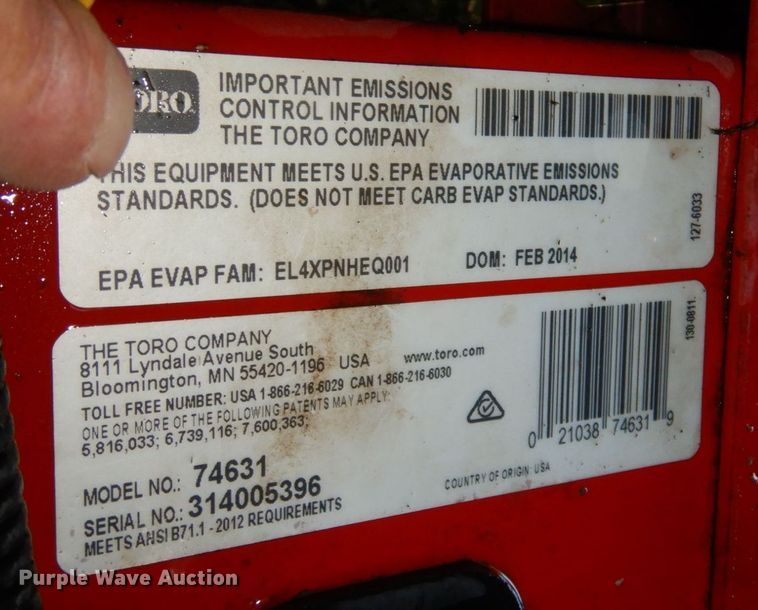 IMPORTANT EMISSIONS
CONTROL INFORMATION
THE TORO COMPANY
THIS EQUIPMENT MEETS U.S. EPA EVAPORATIVE EMISSIONS
STANDARDS. (DOES NOT MEET CARB EVAP STANDARDS.)
EPA EVAP FAM: EL4XPNHEQ001
DOM: FEB 2014
127-6033
THE TORO COMPANY
8111 Lyndale Avenue South
Bloomington, MN 55420-1196 USA
www.toro.com
TOLL FREE NUMBER: USA 1-866-216-6029 CAN 1-866-216-6030
ONE OR MORE OF THE FOLLOWING PATENTS MAY APPLY:
5,816,033; 6,739,116; 7,600,363;
MODEL NO.: 74631
SERIAL NO.: 314005396
MEETS ANSI B71.1 - 2012 REQUIREMENTS
COUNTRY OF ORIGIN: USA
0 21038 74631 9
130-0811
Purple Wave Auction